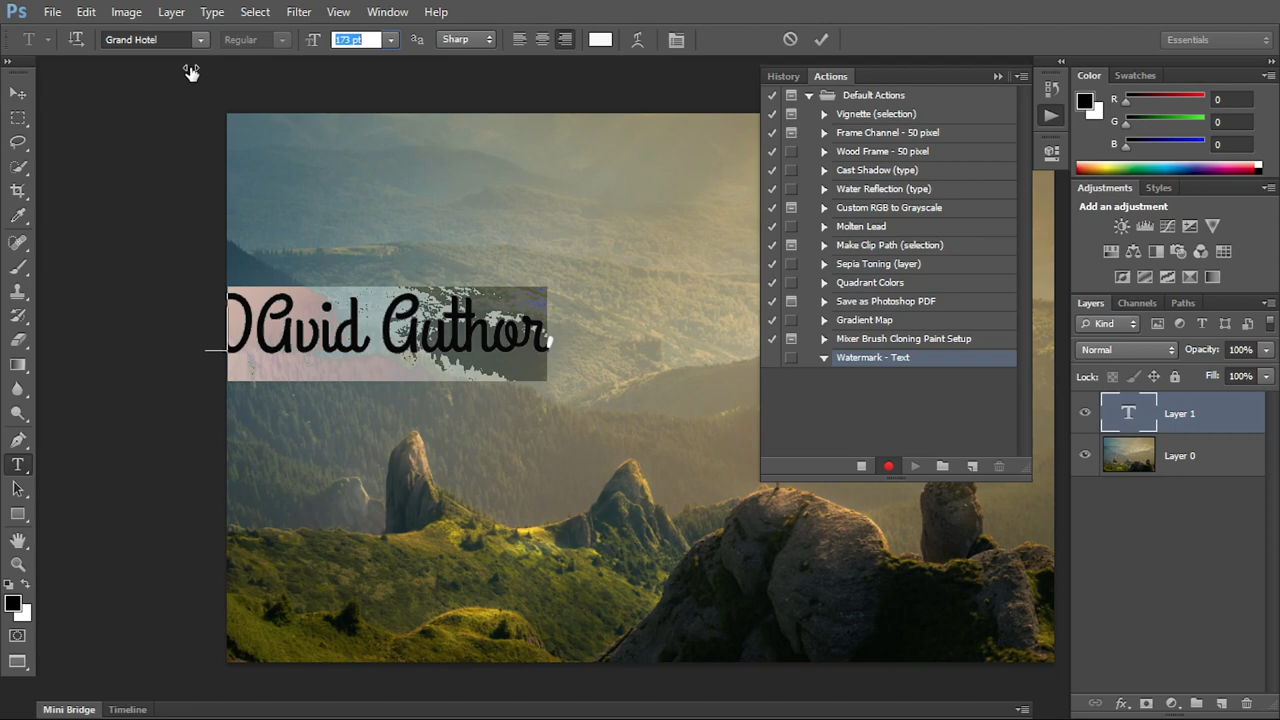 Ps File Edit Image Layer Type Select Filter View Window Help
T Grand Hotel Regular 173 pt aa Sharp Essentials
History Actions
Default Actions
Vignette (selection)
Frame Channel - 50 pixel
Wood Frame - 50 pixel
Cast Shadow (type)
Water Reflection (type)
Custom RGB to Grayscale
Molten Lead
Make Clip Path (selection)
Sepia Toning (layer)
Quadrant Colors
Save as Photoshop PDF
Gradient Map
Mixer Brush Cloning Paint Setup
Watermark - Text
Color Swatches
R 0
G 0
B 0
Adjustments Styles
Add an adjustment
Layers Channels Paths
Kind
Normal Opacity: 100%
Lock: Fill: 100%
T Layer 1
Layer 0
DAvid Author
Mini Bridge Timeline